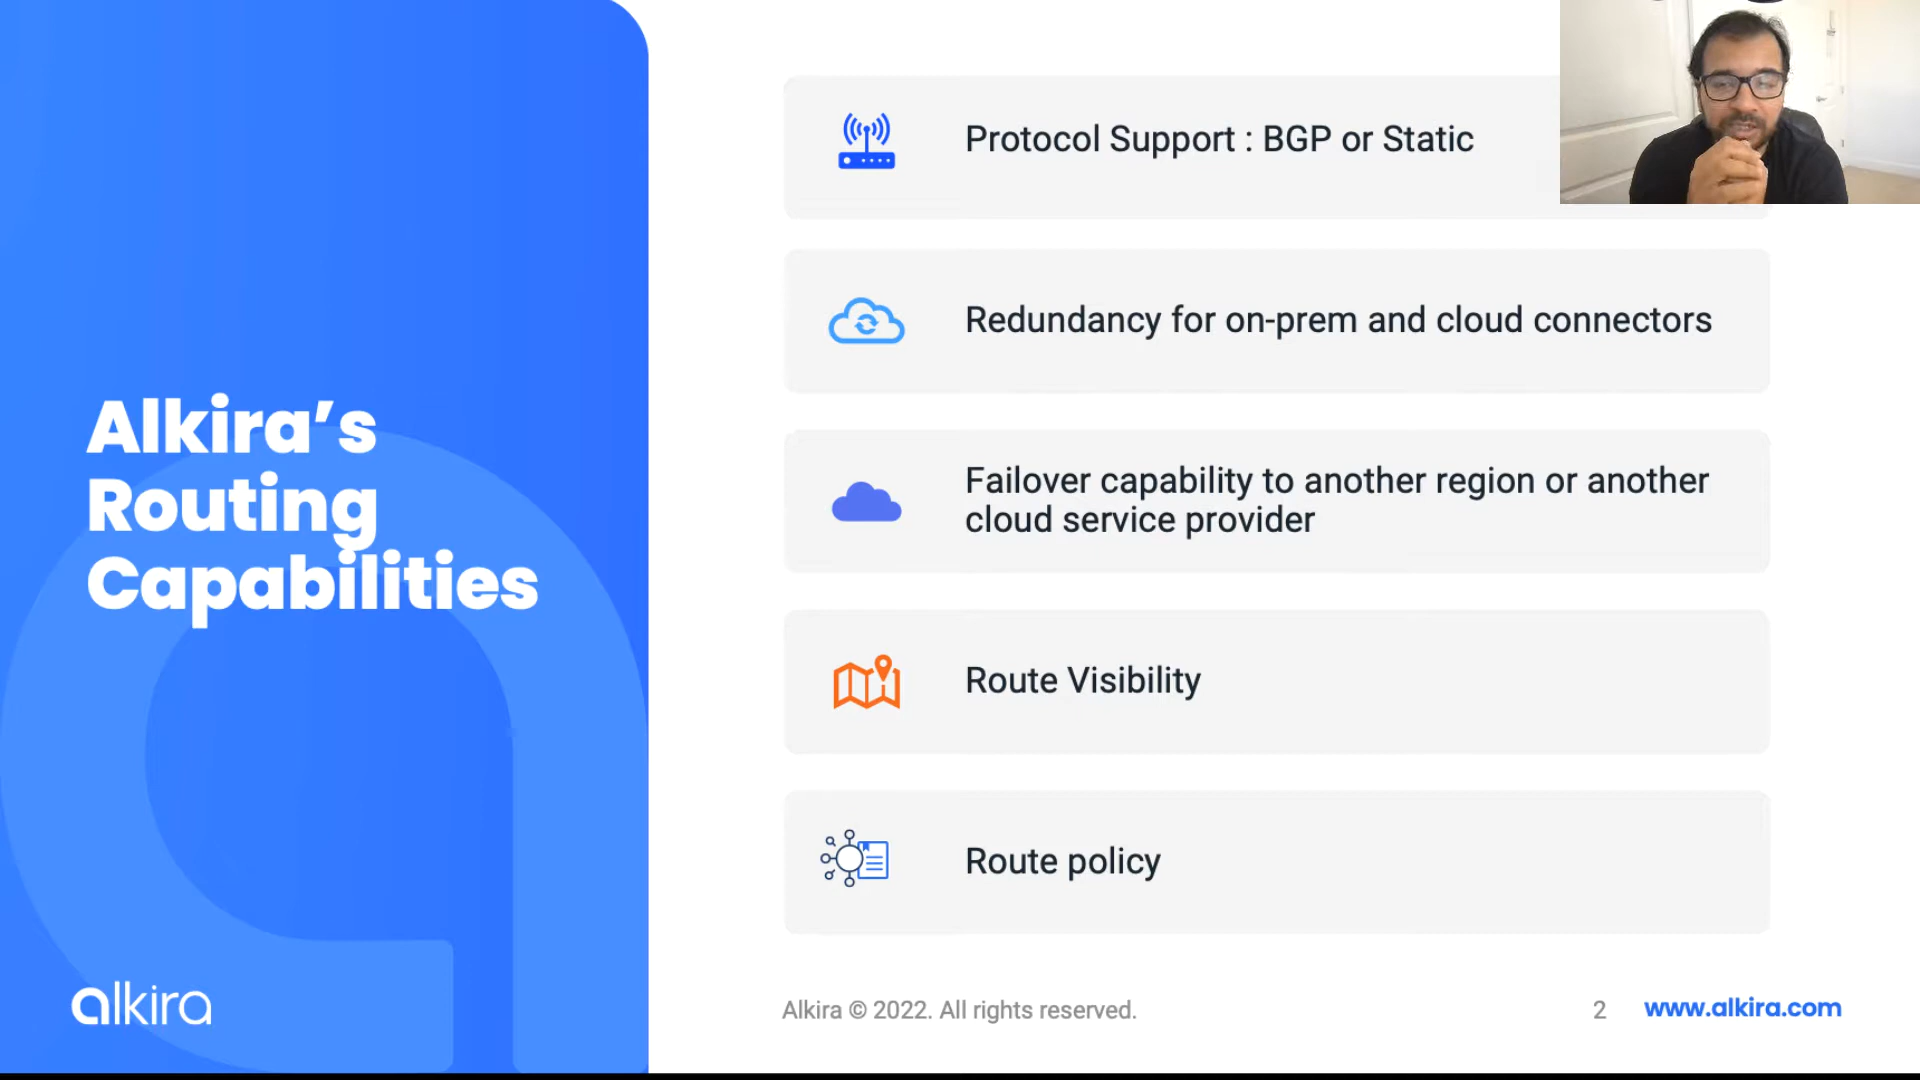 Alkira’s
Routing
Capabilities
alkira
Protocol Support : BGP or Static
Redundancy for on-prem and cloud connectors
Failover capability to another region or another
cloud service provider
Route Visibility
Route policy
Alkira © 2022. All rights reserved.
2
www.alkira.com